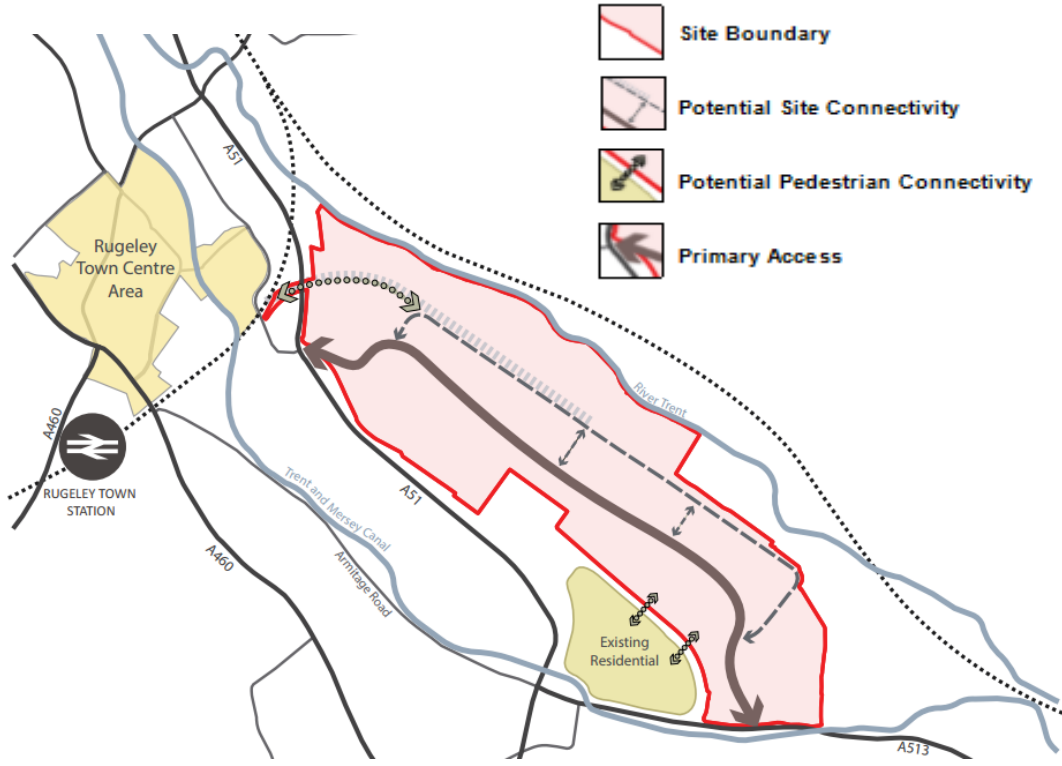 Site Boundary
Potential Site Connectivity
Potential Pedestrian Connectivity
Primary Access
A51
Rugeley
Town Centre
Area
River Trent
A460
RUGELEY TOWN
STATION
Trent and Mersey Canal
A51
Armitage Road
A460
Existing
Residential
A513